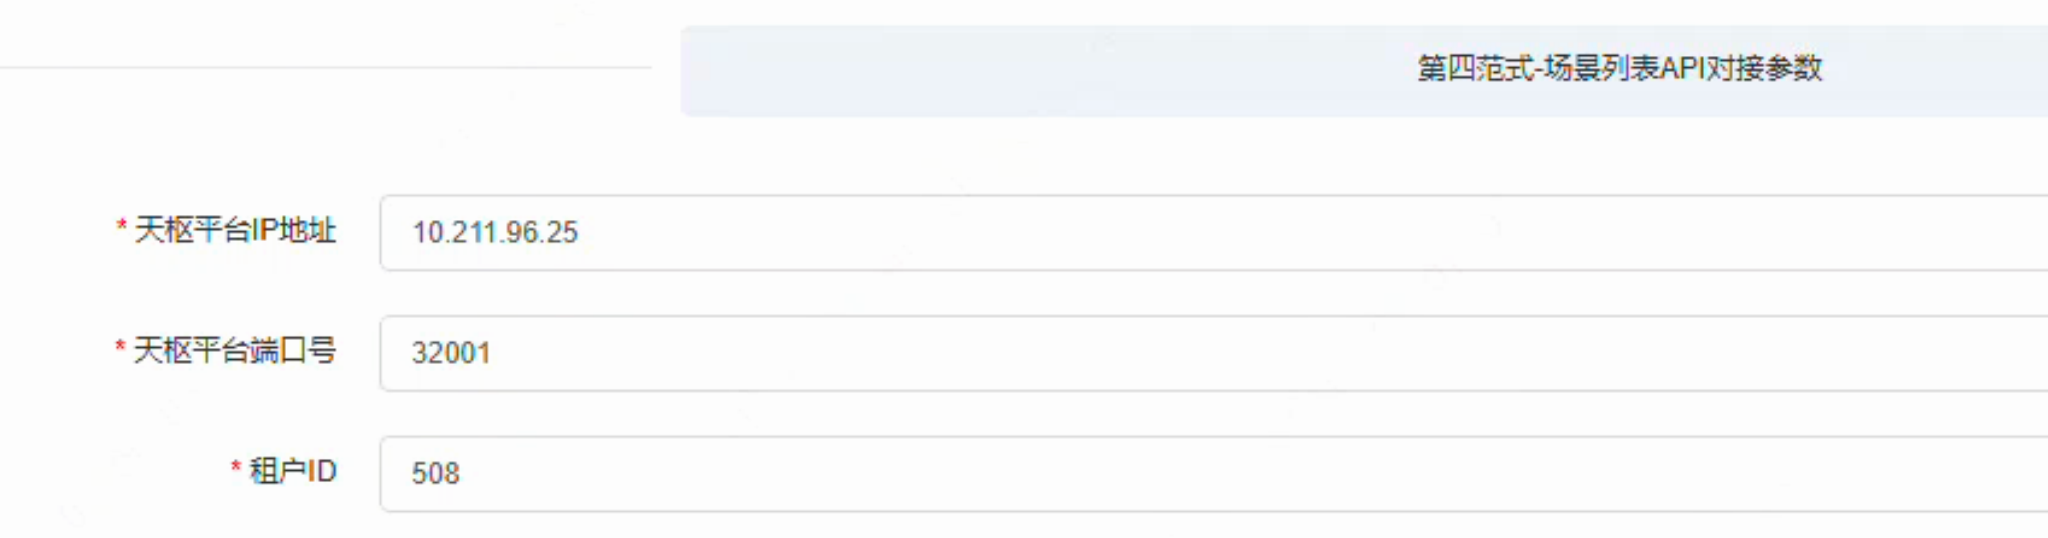 第四范式-场景列表API对接参数
* 天枢平台IP地址
10.211.96.25
* 天枢平台端口号
32001
* 租户ID
508